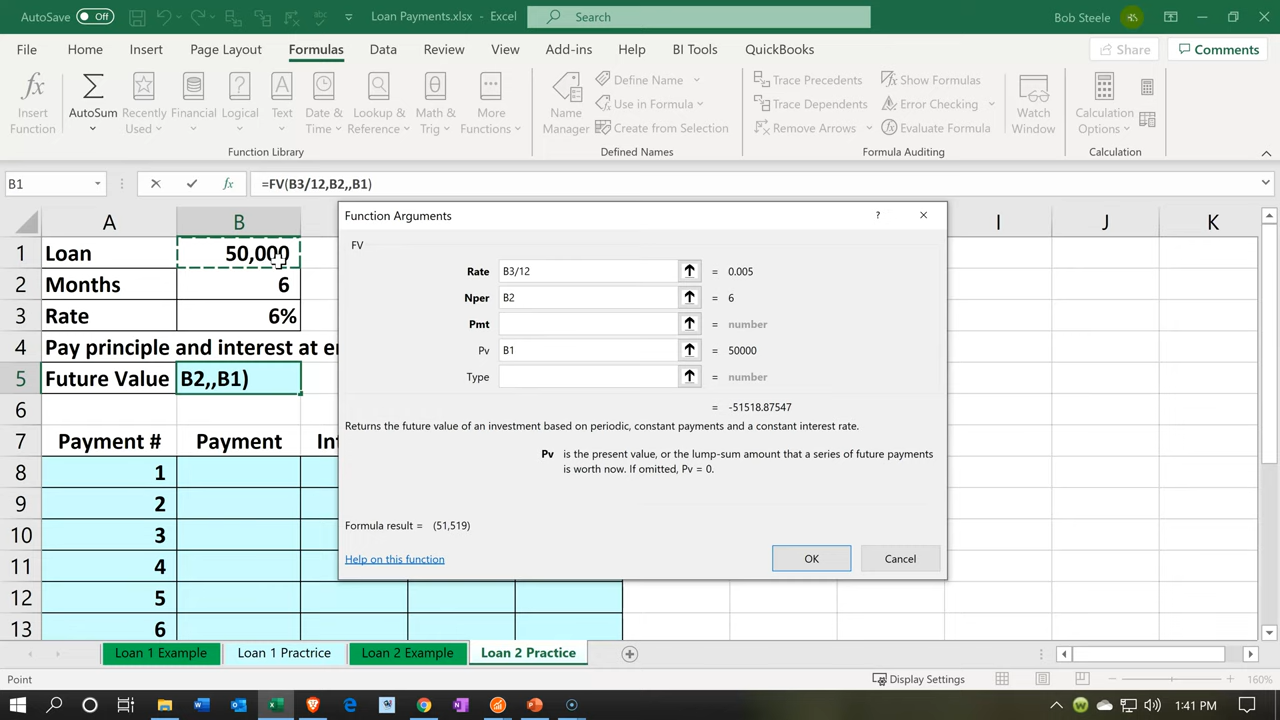 AutoSave Off Loan Payments.xlsx - Excel Search Bob Steele
File Home Insert Page Layout Formulas Data Review View Add-ins Help BI Tools QuickBooks Share Comments
Insert Function
AutoSum
Recently Used
Financial
Logical
Text
Date & Time
Lookup & Reference
Math & Trig
More Functions
Function Library
Name Manager
Define Name
Use in Formula
Create from Selection
Defined Names
Trace Precedents
Trace Dependents
Remove Arrows
Show Formulas
Error Checking
Evaluate Formula
Formula Auditing
Watch Window
Calculation Options
Calculation
B1 fx =FV(B3/12,B2,,B1)
A B I J K
1 Loan 50,000
2 Months 6
3 Rate 6%
4 Pay principle and interest at e
5 Future Value B2,,B1)
6
7 Payment # Payment Int
8 1
9 2
10 3
11 4
12 5
13 6
Function Arguments ?
FV
Rate B3/12 = 0.005
Nper B2 = 6
Pmt = number
Pv B1 = 50000
Type = number
= -51518.87547
Returns the future value of an investment based on periodic, constant payments and a constant interest rate.
Pv is the present value, or the lump-sum amount that a series of future payments
is worth now. If omitted, Pv = 0.
Formula result = (51,519)
Help on this function OK Cancel
Loan 1 Example Loan 1 Practrice Loan 2 Example Loan 2 Practice
Point Display Settings 160%
1:41 PM